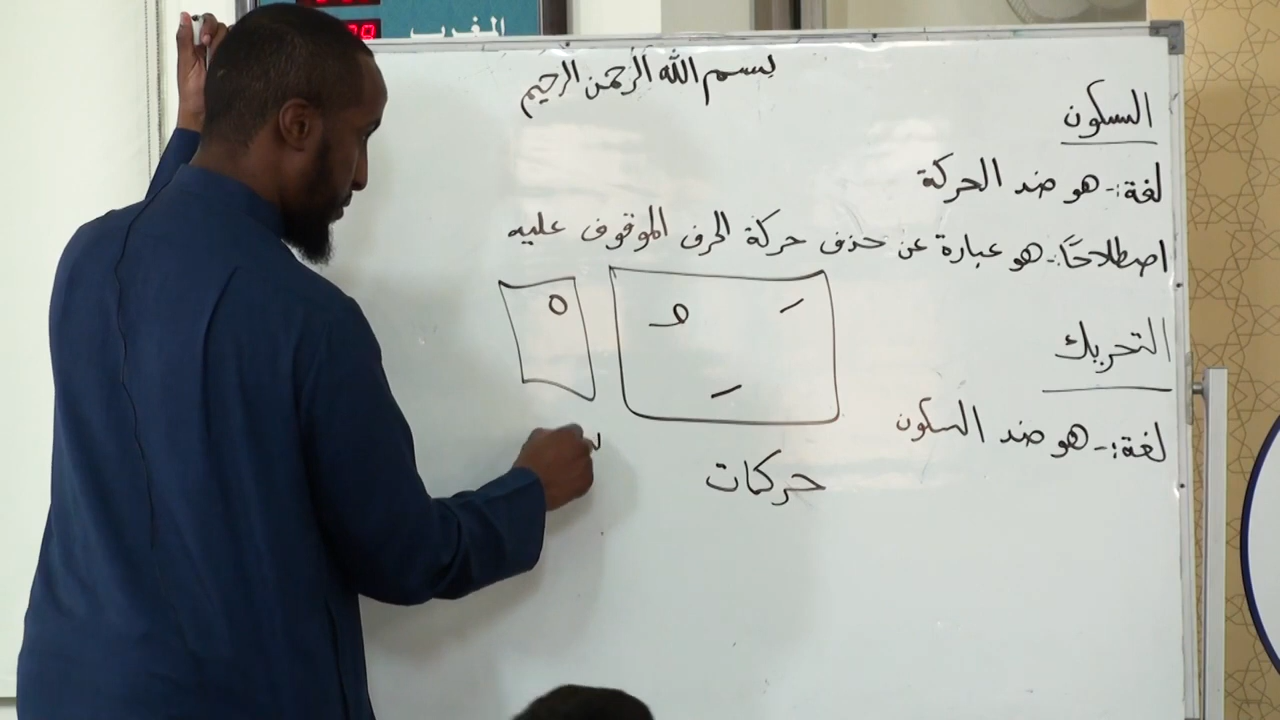 المغرب
بسم الله الرحمن الرحيم
السكون
لغة:- هو ضد الحركة
اصطلاحًا:- هو عبارة عن حذف حركة الحرف الموقوف عليه
التحريك
لغة:- هو ضد السكون
حركات